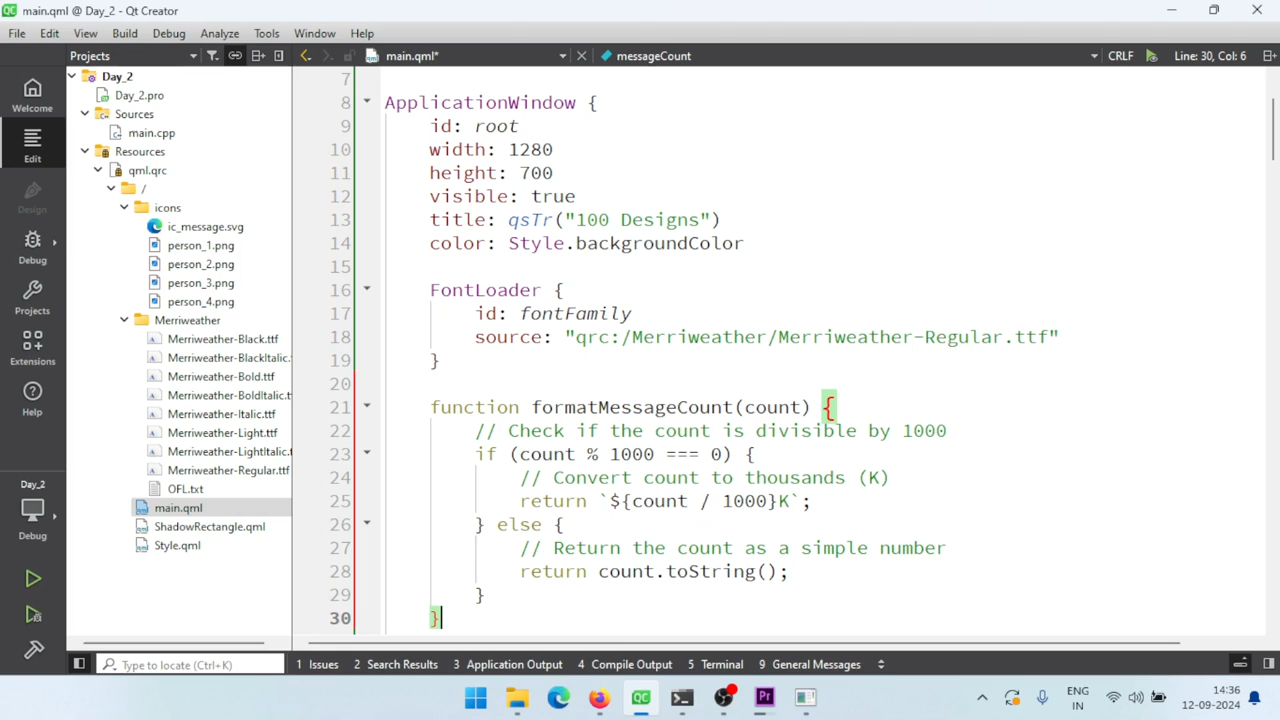 main.qml @ Day_2 - Qt Creator
File Edit View Build Debug Analyze Tools Window Help
Projects main.qml* messageCount CRLF Line: 30, Col: 6
Welcome
Edit
Design
Debug
Projects
Extensions
Help
Day_2
Debug
Day_2
Day_2.pro
Sources
main.cpp
Resources
qml.qrc
/
icons
ic_message.svg
person_1.png
person_2.png
person_3.png
person_4.png
Merriweather
Merriweather-Black.ttf
Merriweather-BlackItalic.
Merriweather-Bold.ttf
Merriweather-BoldItalic.t
Merriweather-Italic.ttf
Merriweather-Light.ttf
Merriweather-LightItalic.t
Merriweather-Regular.ttf
OFL.txt
main.qml
ShadowRectangle.qml
Style.qml
7
8 ApplicationWindow {
9 id: root
10 width: 1280
11 height: 700
12 visible: true
13 title: qsTr("100 Designs")
14 color: Style.backgroundColor
15
16 FontLoader {
17 id: fontFamily
18 source: "qrc:/Merriweather/Merriweather-Regular.ttf"
19 }
20
21 function formatMessageCount(count) {
22 // Check if the count is divisible by 1000
23 if (count % 1000 === 0) {
24 // Convert count to thousands (K)
25 return `${count / 1000}K`;
26 } else {
27 // Return the count as a simple number
28 return count.toString();
29 }
30 }
Type to locate (Ctrl+K) 1 Issues 2 Search Results 3 Application Output 4 Compile Output 5 Terminal 9 General Messages
ENG
IN
14:36
12-09-2024